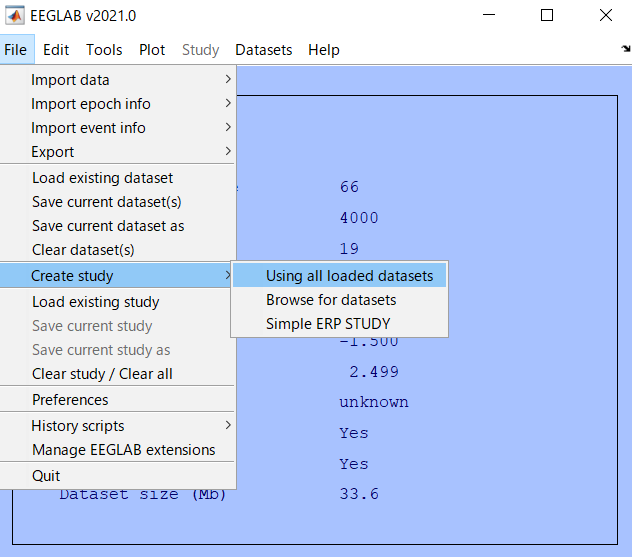 EEGLAB v2021.0
File Edit Tools Plot Study Datasets Help
Import data
Import epoch info
Import event info
Export
Load existing dataset
Save current dataset(s)
Save current dataset as
Clear dataset(s)
Create study
Load existing study
Save current study
Save current study as
Clear study / Clear all
Preferences
History scripts
Manage EEGLAB extensions
Quit
Using all loaded datasets
Browse for datasets
Simple ERP STUDY
66
4000
19
-1.500
2.499
unknown
Yes
Yes
Dataset size (Mb) 33.6